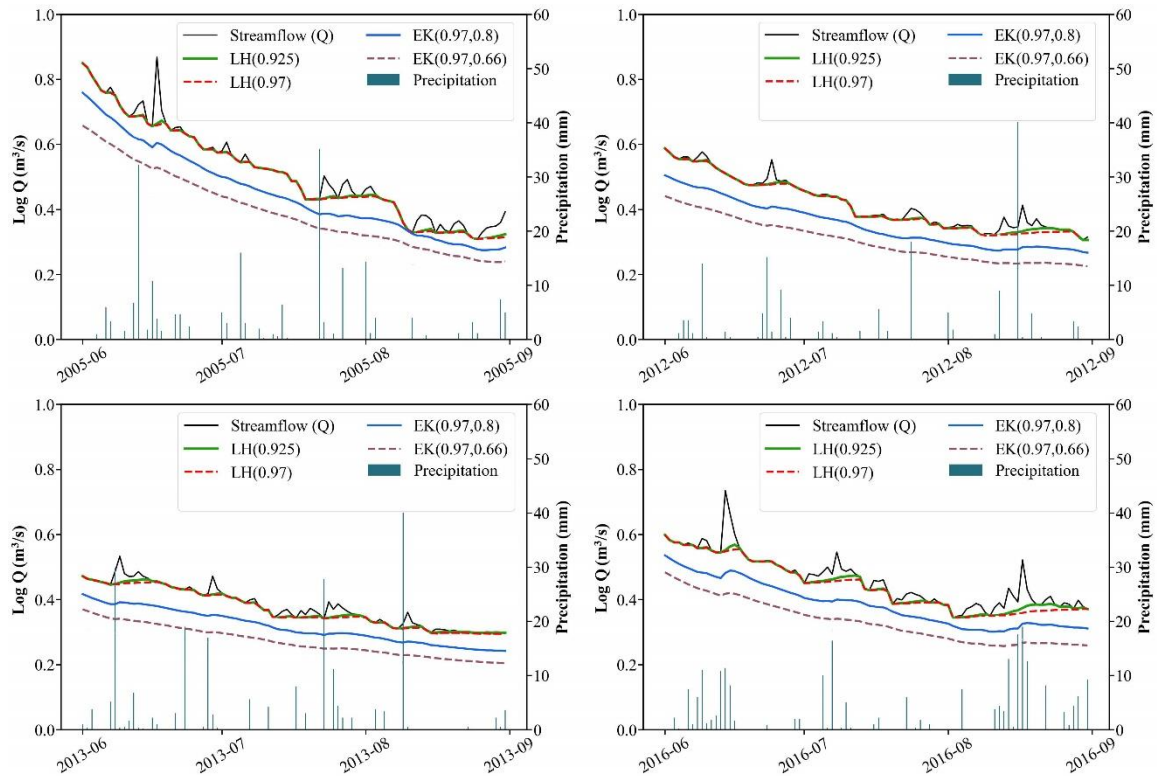 1.0
0.8
0.6
0.4
0.2
0.0
Log Q (m³/s)
Streamflow (Q)
LH(0.925)
LH(0.97)
EK(0.97,0.8)
EK(0.97,0.66)
Precipitation
60
50
40
30
20
10
0
Precipitation (mm)
2005-06
2005-07
2005-08
2005-09
1.0
0.8
0.6
0.4
0.2
0.0
Log Q (m³/s)
Streamflow (Q)
LH(0.925)
LH(0.97)
EK(0.97,0.8)
EK(0.97,0.66)
Precipitation
60
50
40
30
20
10
0
Precipitation (mm)
2012-06
2012-07
2012-08
2012-09
1.0
0.8
0.6
0.4
0.2
0.0
Log Q (m³/s)
Streamflow (Q)
LH(0.925)
LH(0.97)
EK(0.97,0.8)
EK(0.97,0.66)
Precipitation
60
50
40
30
20
10
0
Precipitation (mm)
2013-06
2013-07
2013-08
2013-09
1.0
0.8
0.6
0.4
0.2
0.0
Log Q (m³/s)
Streamflow (Q)
LH(0.925)
LH(0.97)
EK(0.97,0.8)
EK(0.97,0.66)
Precipitation
60
50
40
30
20
10
0
Precipitation (mm)
2016-06
2016-07
2016-08
2016-09